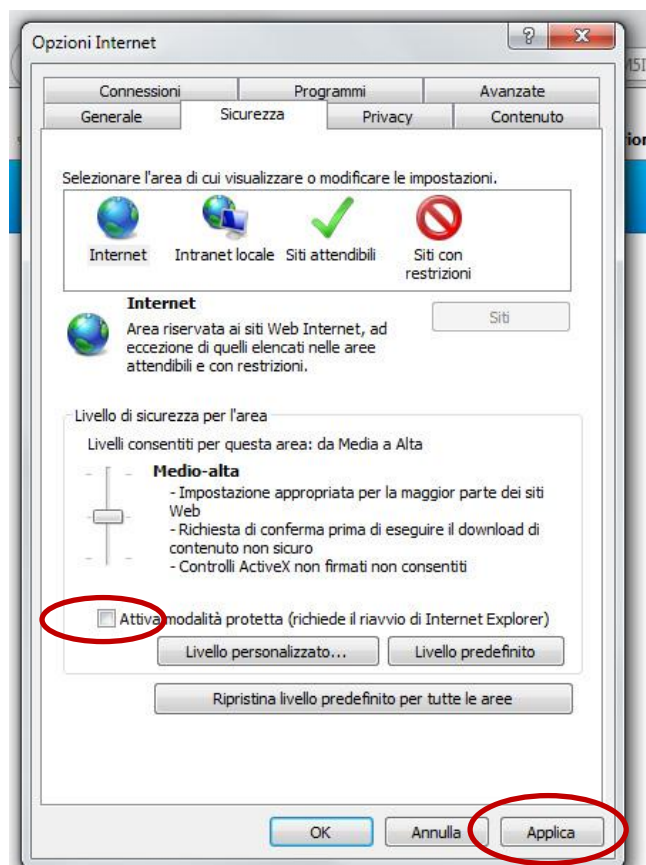 Opzioni Internet
Connessioni
Programmi
Avanzate
Generale
Sicurezza
Privacy
Contenuto
Selezionare l'area di cui visualizzare o modificare le impostazioni.
Internet
Intranet locale
Siti attendibili
Siti con
restrizioni
Internet
Siti
Area riservata ai siti Web Internet, ad
eccezione di quelli elencati nelle aree
attendibili e con restrizioni.
Livello di sicurezza per l'area
Livelli consentiti per questa area: da Media a Alta
Medio-alta
- Impostazione appropriata per la maggior parte dei siti
Web
- Richiesta di conferma prima di eseguire il download di
contenuto non sicuro
- Controlli ActiveX non firmati non consentiti
Attiva modalità protetta (richiede il riavvio di Internet Explorer)
Livello personalizzato...
Livello predefinito
Ripristina livello predefinito per tutte le aree
OK
Annulla
Applica